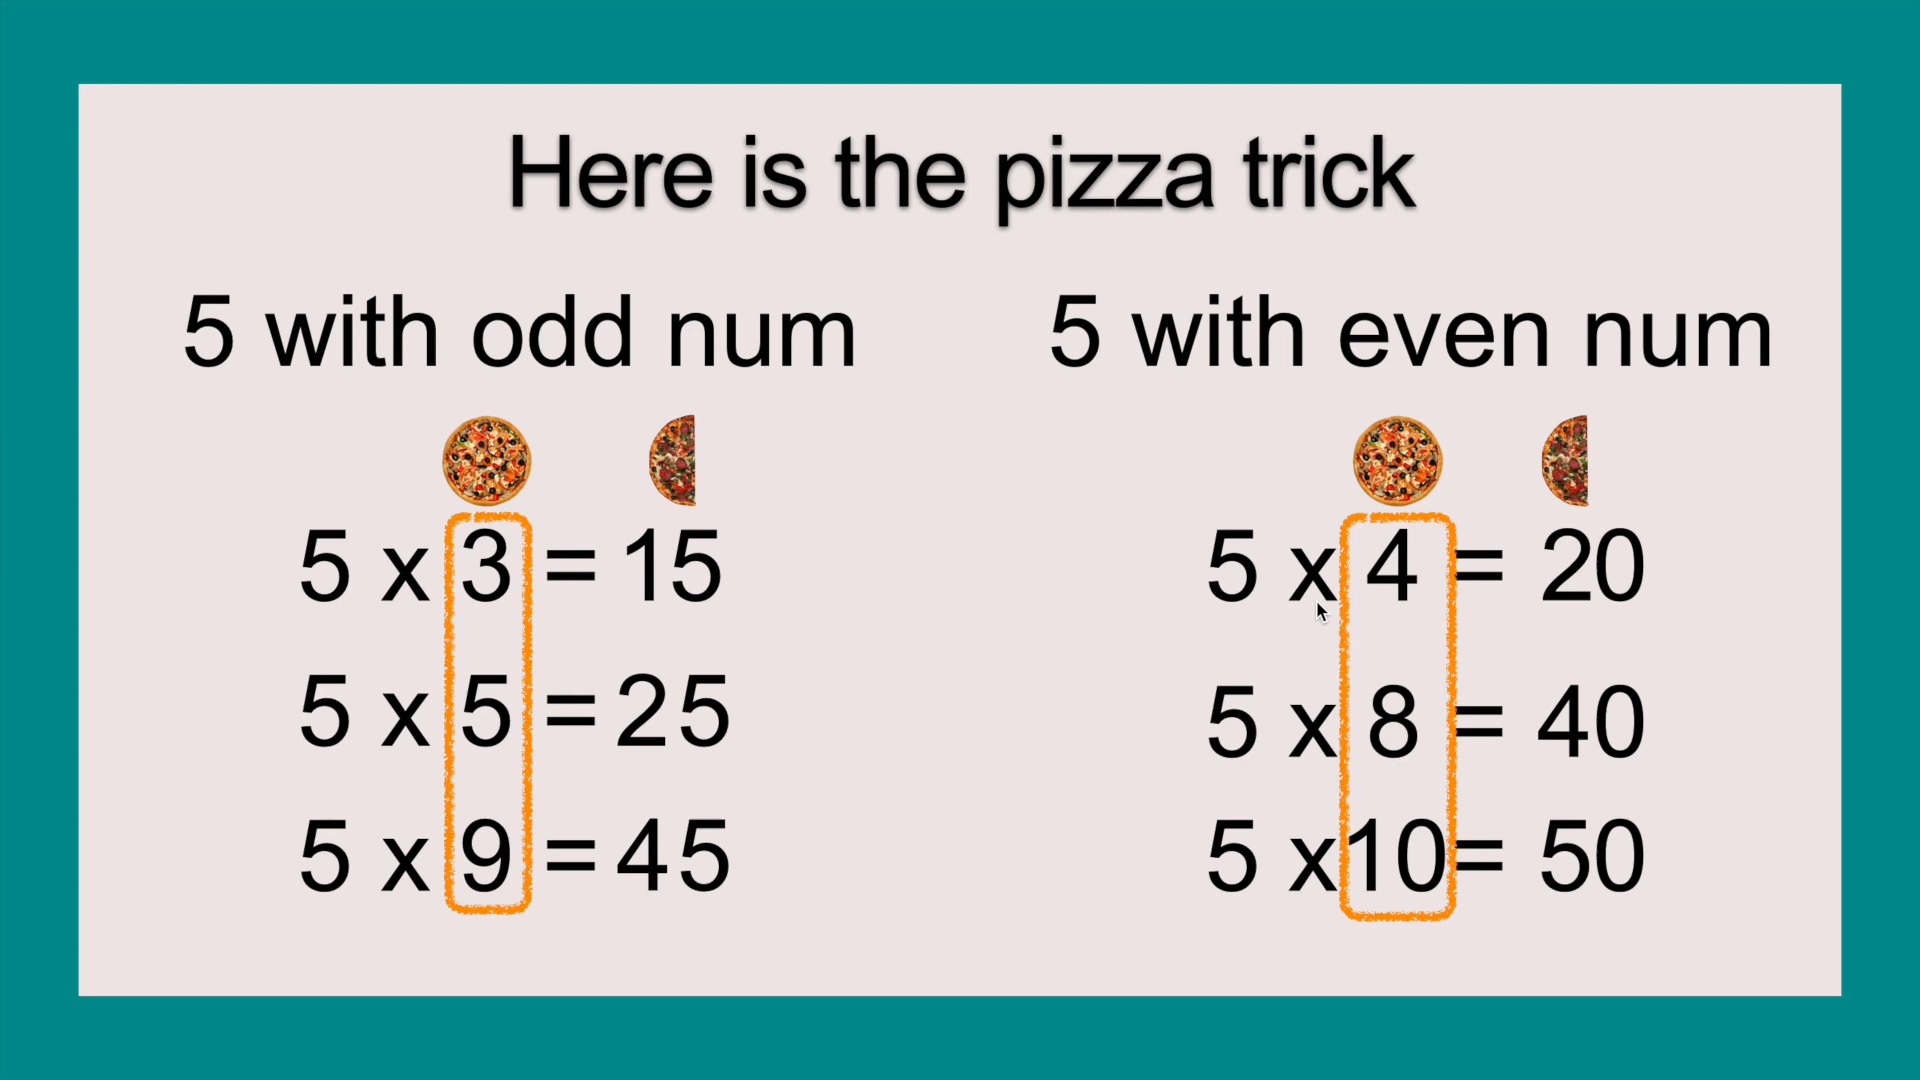 Here is the pizza trick
5 with odd num
5 x 3 = 15
5 x 5 = 25
5 x 9 = 45
5 with even num
5 x 4 = 20
5 x 8 = 40
5 x 10 = 50